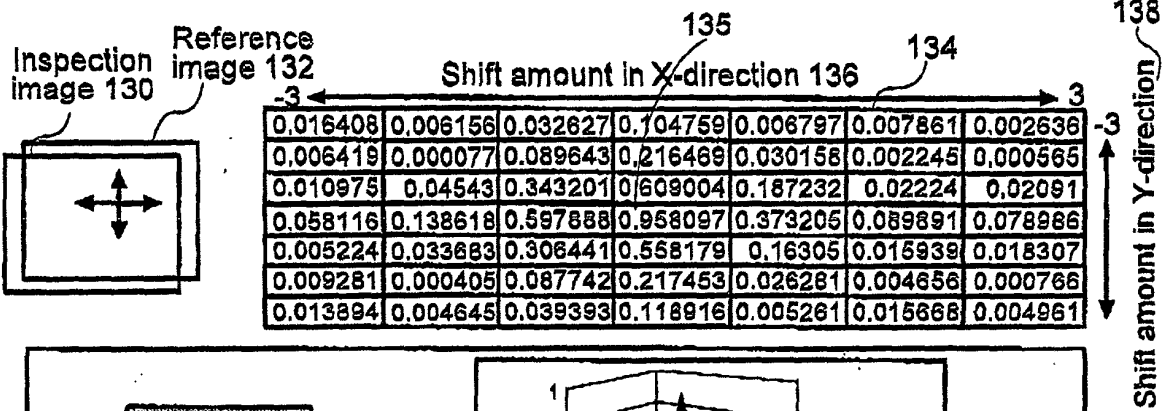 138
Inspection image 130
Reference image 132
135
134
Shift amount in X-direction 136
-3 3
0.016408 0.006156 0.032627 0.104759 0.006797 0.007861 0.002636
0.006419 0.000077 0.089643 0.216469 0.030158 0.002245 0.000565
0.010975 0.04543 0.343201 0.609004 0.187232 0.02224 0.02091
0.058116 0.138618 0.597888 0.958097 0.373205 0.089891 0.078986
0.005224 0.033683 0.306441 0.558179 0.16305 0.015939 0.018307
0.009281 0.000405 0.087742 0.217453 0.026281 0.004656 0.000766
0.013894 0.004645 0.039393 0.118916 0.005261 0.015668 0.004961
-3
Shift amount in Y-direction
1